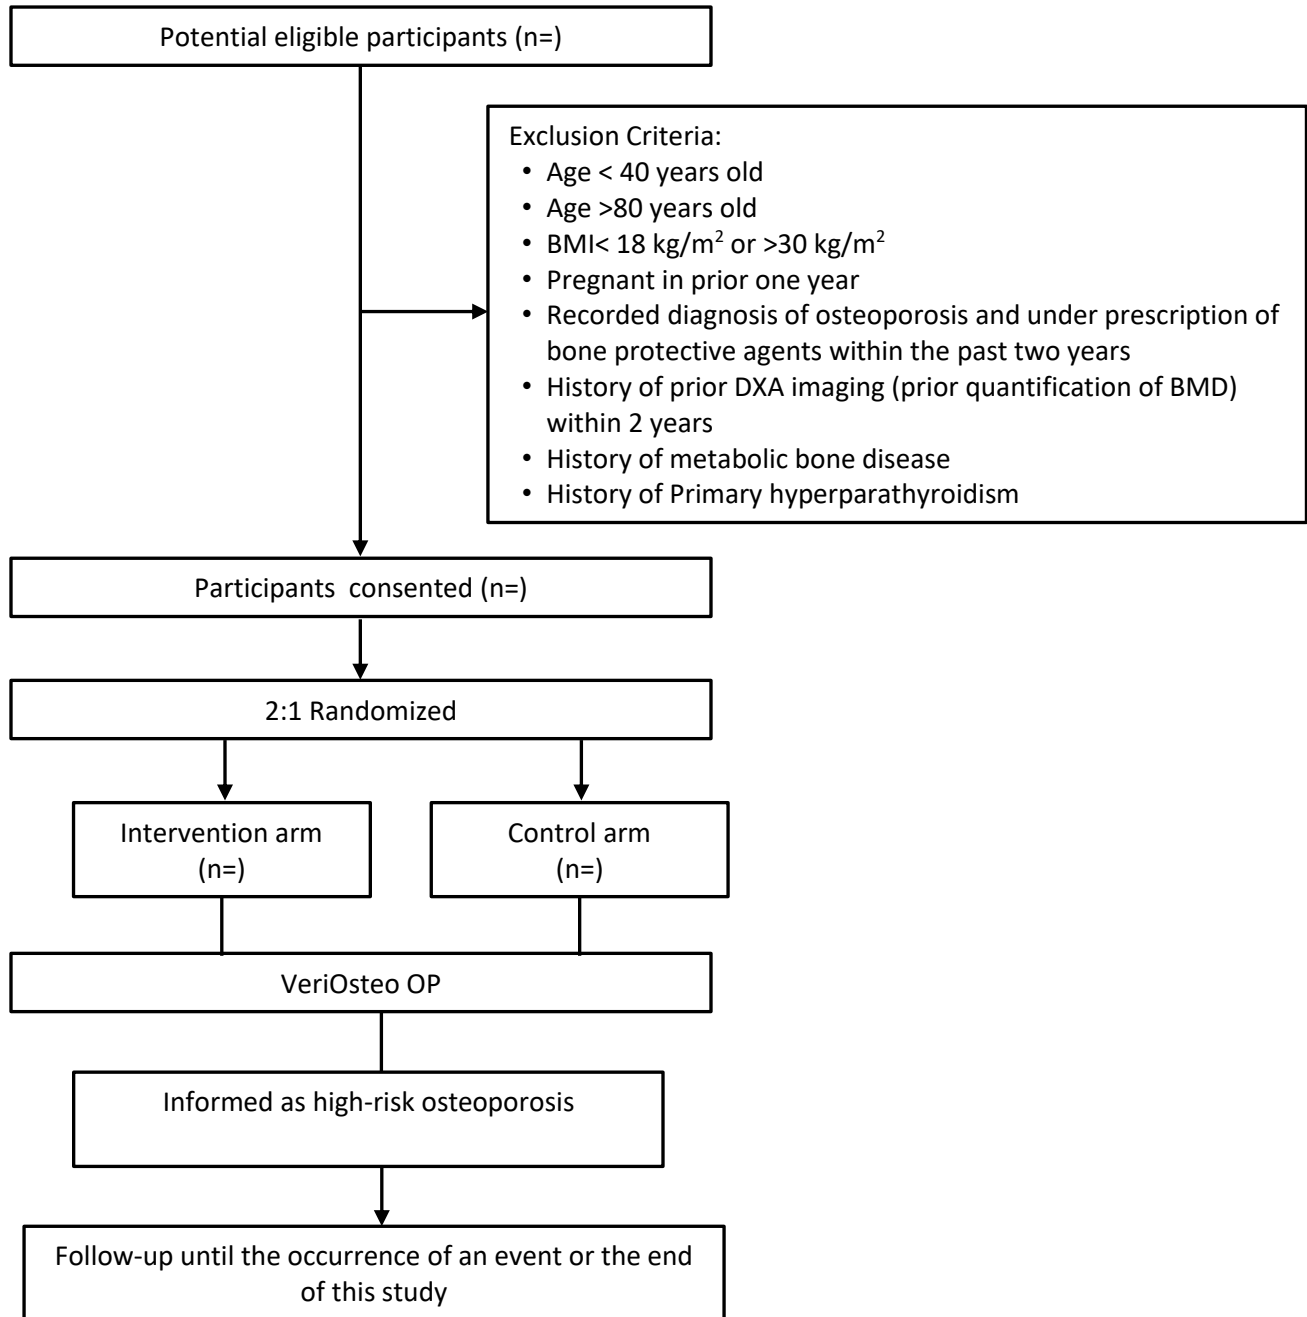 Potential eligible participants (n=)
Exclusion Criteria:
• Age < 40 years old
• Age >80 years old
• BMI< 18 kg/m² or >30 kg/m²
• Pregnant in prior one year
• Recorded diagnosis of osteoporosis and under prescription of
bone protective agents within the past two years
• History of prior DXA imaging (prior quantification of BMD)
within 2 years
• History of metabolic bone disease
• History of Primary hyperparathyroidism
Participants  consented (n=)
2:1 Randomized
Intervention arm
(n=)
Control arm
(n=)
VeriOsteo OP
Informed as high-risk osteoporosis
Follow-up until the occurrence of an event or the end
of this study